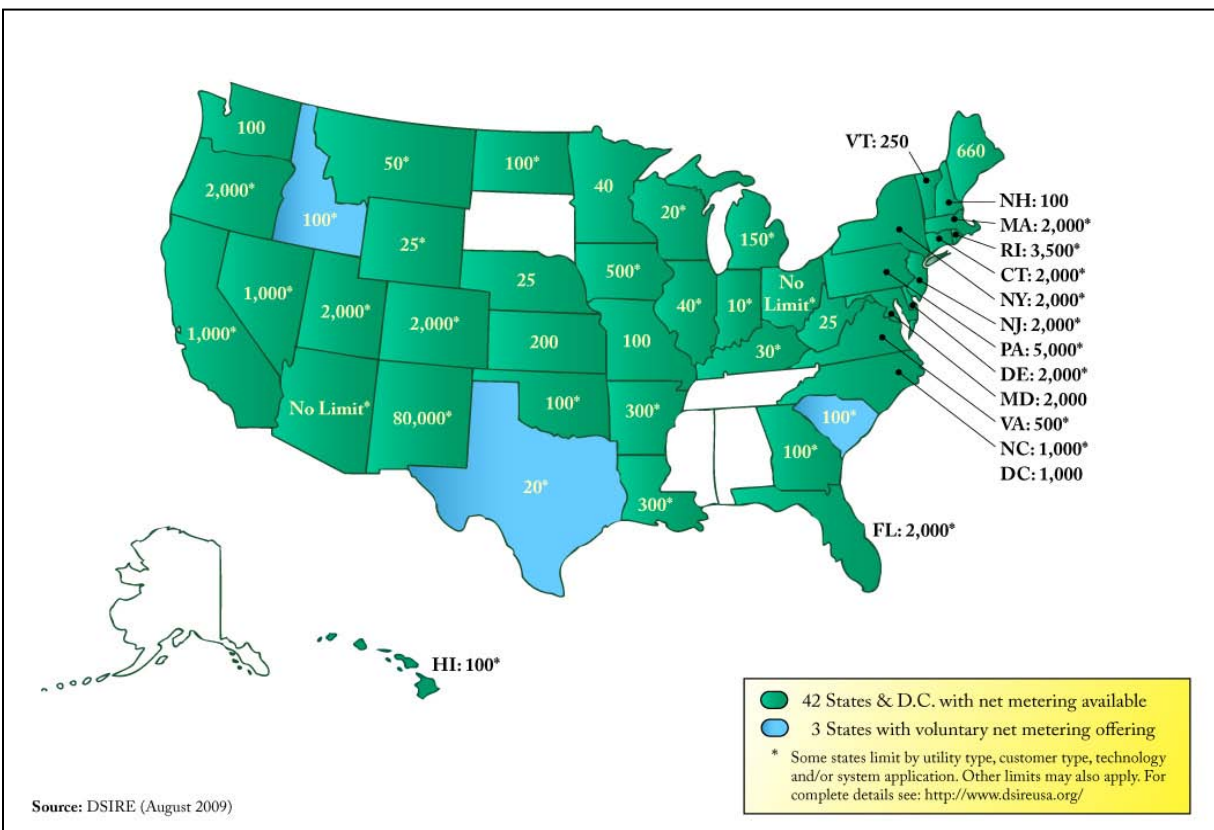 100
2,000*
100*
50*
100*
40
25*
20*
150*
660
VT: 250
NH: 100
MA: 2,000*
RI: 3,500*
CT: 2,000*
NY: 2,000*
NJ: 2,000*
PA: 5,000*
DE: 2,000*
MD: 2,000
VA: 500*
NC: 1,000*
DC: 1,000
1,000*
1,000*
2,000*
2,000*
25
500*
40*
10*
No
Limit*
25
200
100
30*
No Limit*
80,000*
100*
300*
100*
100*
20*
300*
FL: 2,000*
HI: 100*
42 States & D.C. with net metering available
3 States with voluntary net metering offering
* Some states limit by utility type, customer type, technology
and/or system application. Other limits may also apply. For
complete details see: http://www.dsireusa.org/
Source: DSIRE (August 2009)